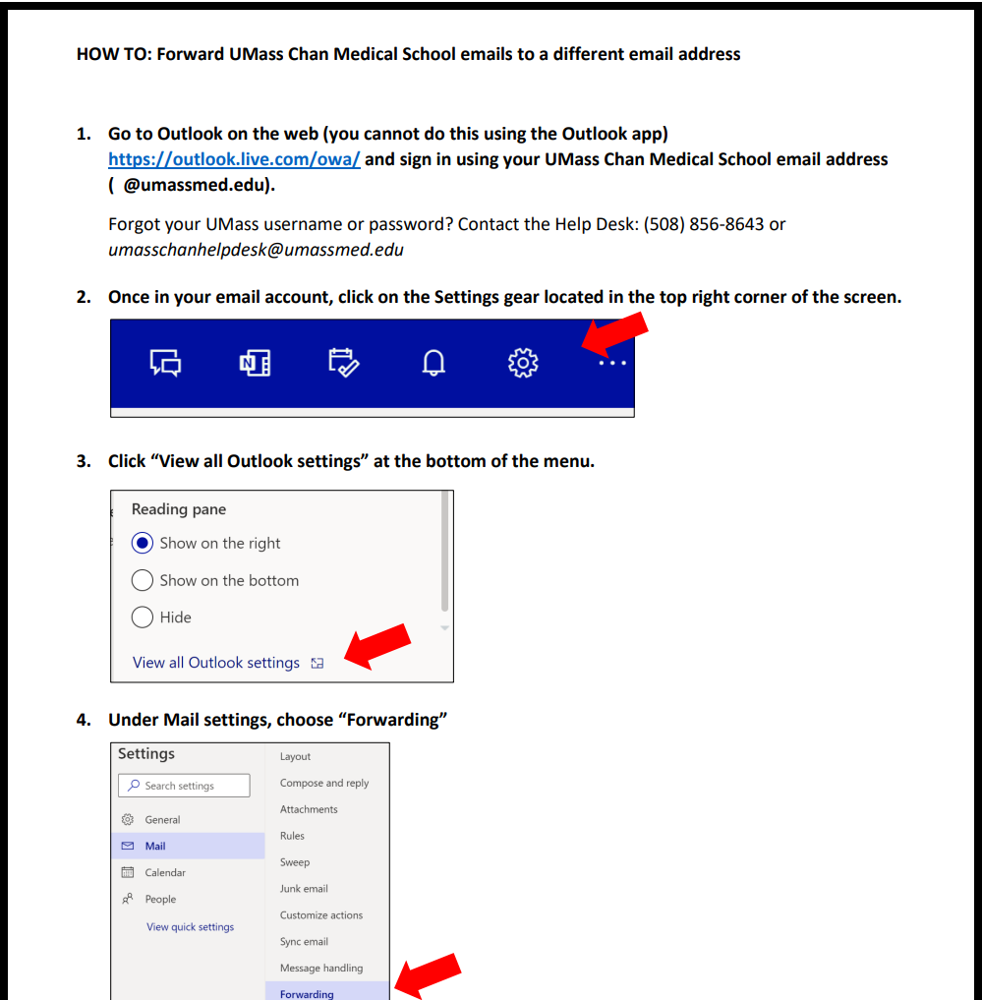 HOW TO: Forward UMass Chan Medical School emails to a different email address
1. Go to Outlook on the web (you cannot do this using the Outlook app)
https://outlook.live.com/owa/ and sign in using your UMass Chan Medical School email address
( @umassmed.edu).
Forgot your UMass username or password? Contact the Help Desk: (508) 856-8643 or
umasschanhelpdesk@umassmed.edu
2. Once in your email account, click on the Settings gear located in the top right corner of the screen.
N
3. Click “View all Outlook settings” at the bottom of the menu.
Reading pane
Show on the right
Show on the bottom
Hide
View all Outlook settings
4. Under Mail settings, choose “Forwarding”
Settings
Search settings
General
Mail
Calendar
People
View quick settings
Layout
Compose and reply
Attachments
Rules
Sweep
Junk email
Customize actions
Sync email
Message handling
Forwarding